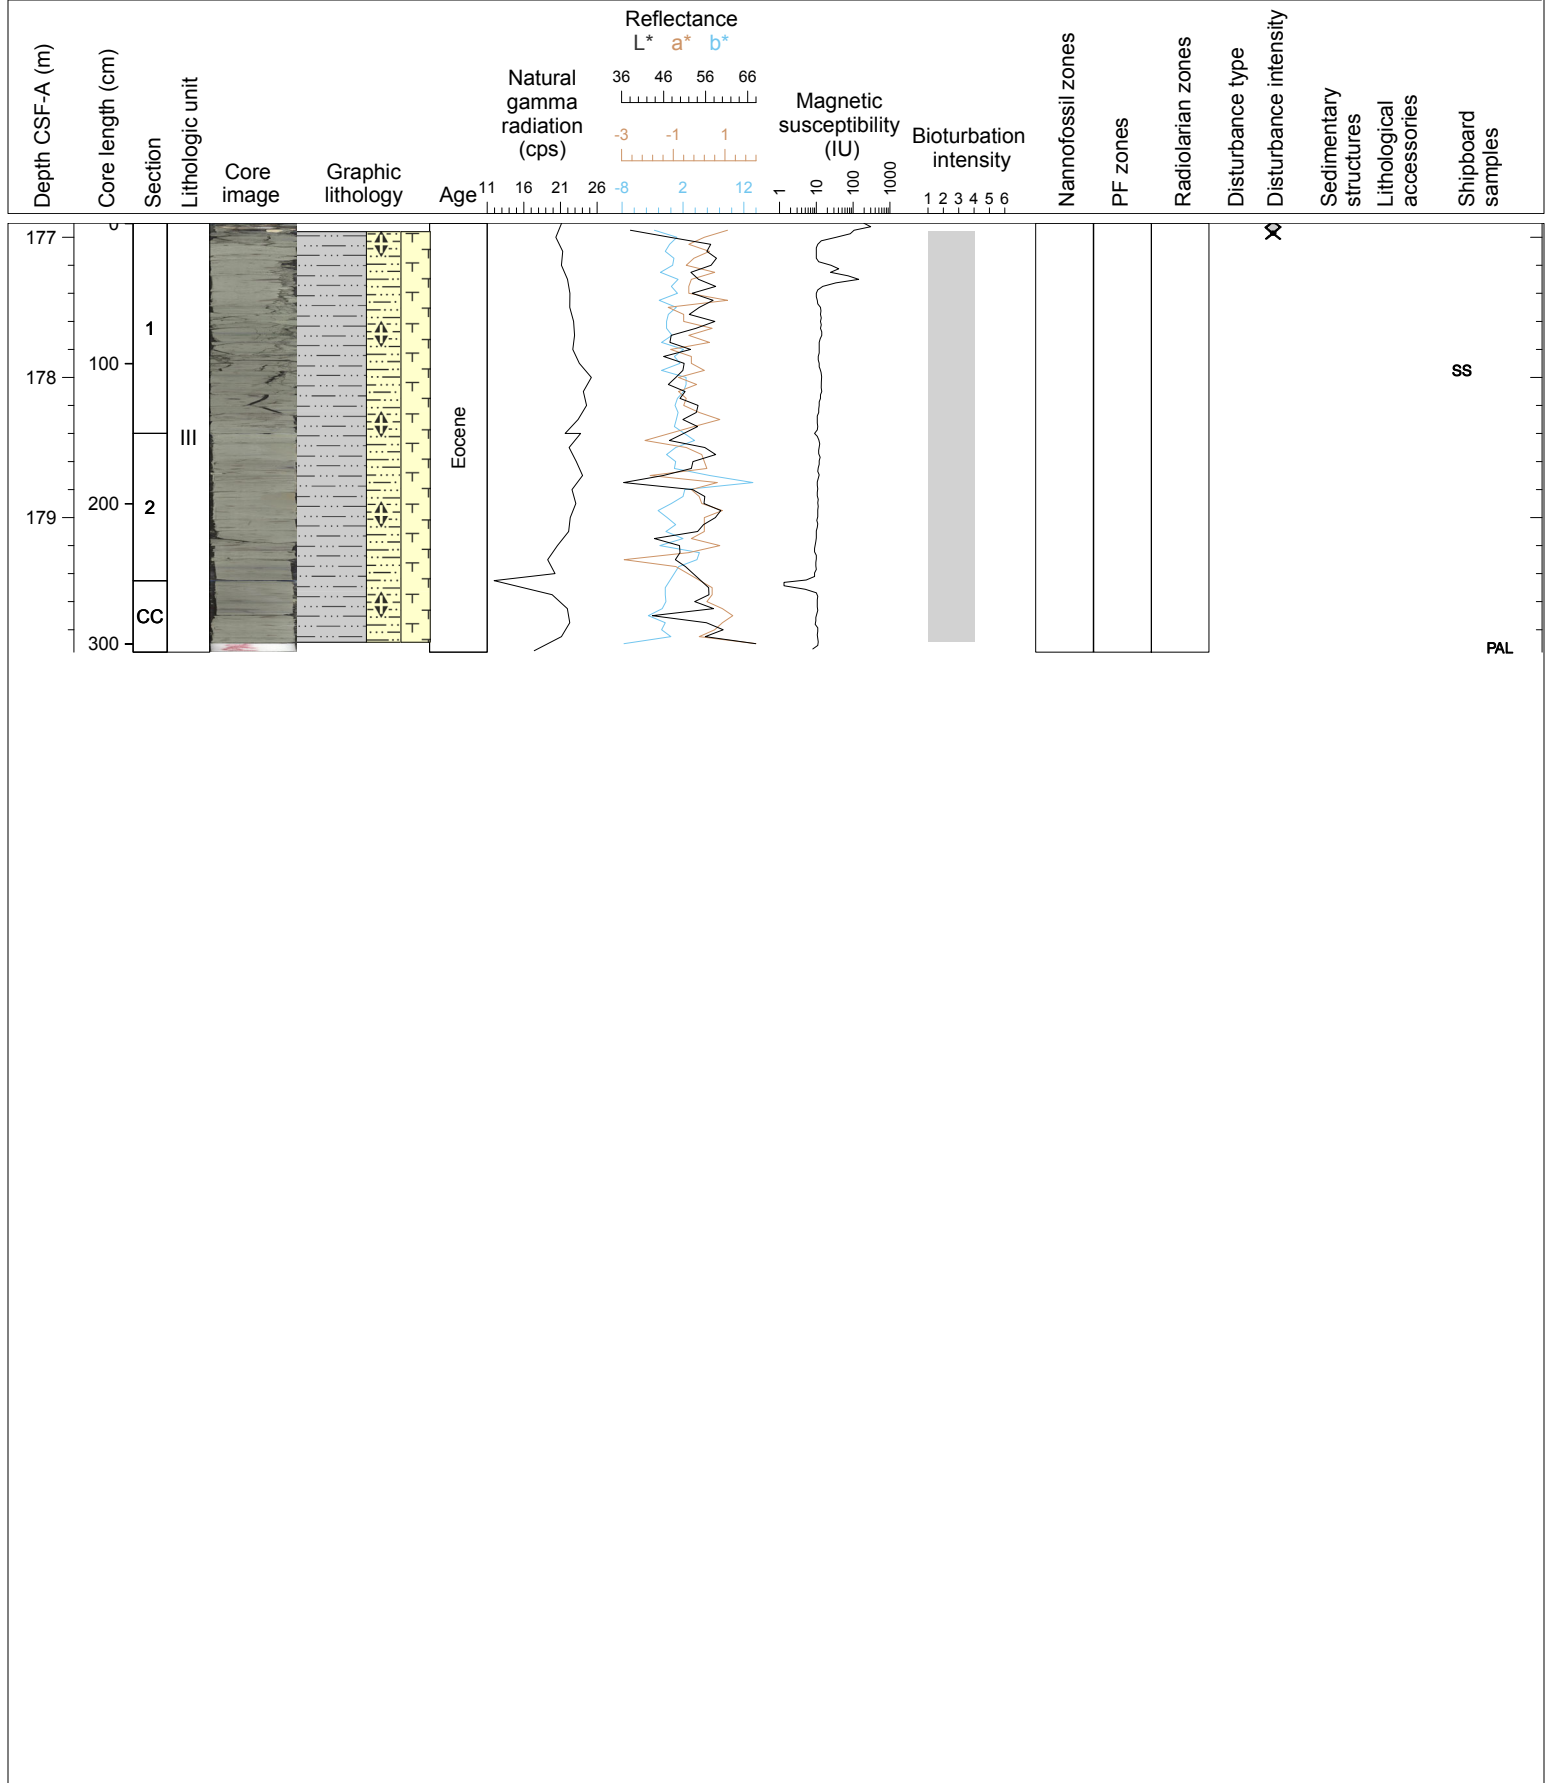 Depth CSF-A (m)
Core length (cm)
Section
Lithologic unit
Core
image
Graphic
lithology
Age
Natural
gamma
radiation
(cps)
11 16 21 26
Reflectance
L* a* b*
36 46 56 66
-3 -1 1
-8 2 12
Magnetic
susceptibility
(IU)
1 10 100 1000
Bioturbation
intensity
1 2 3 4 5 6
Nannofossil zones
PF zones
Radiolarian zones
Disturbance type
Disturbance intensity
Sedimentary
structures
Lithological
accessories
Shipboard
samples
0
177
1
100
178
SS
III
Eocene
200
2
179
CC
300
PAL